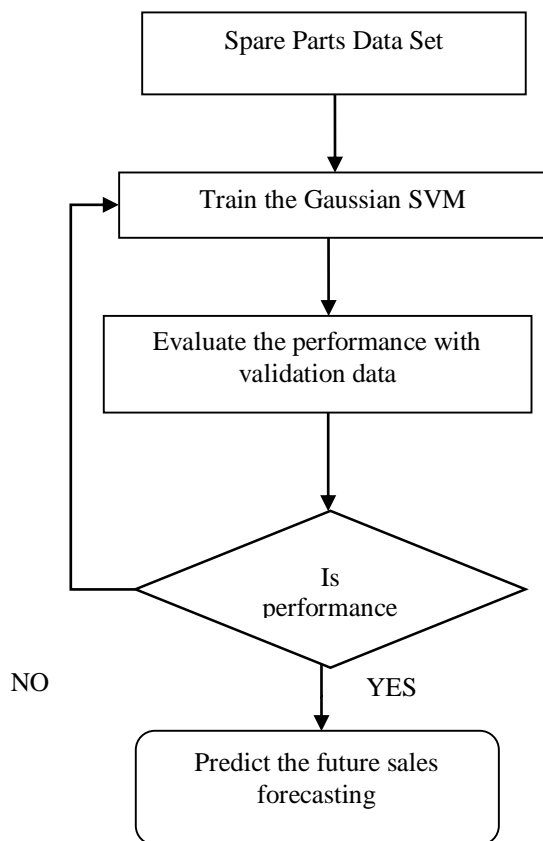 Spare Parts Data Set
Train the Gaussian SVM
Evaluate the performance with
validation data
Is
performance
NO
YES
Predict the future sales
forecasting